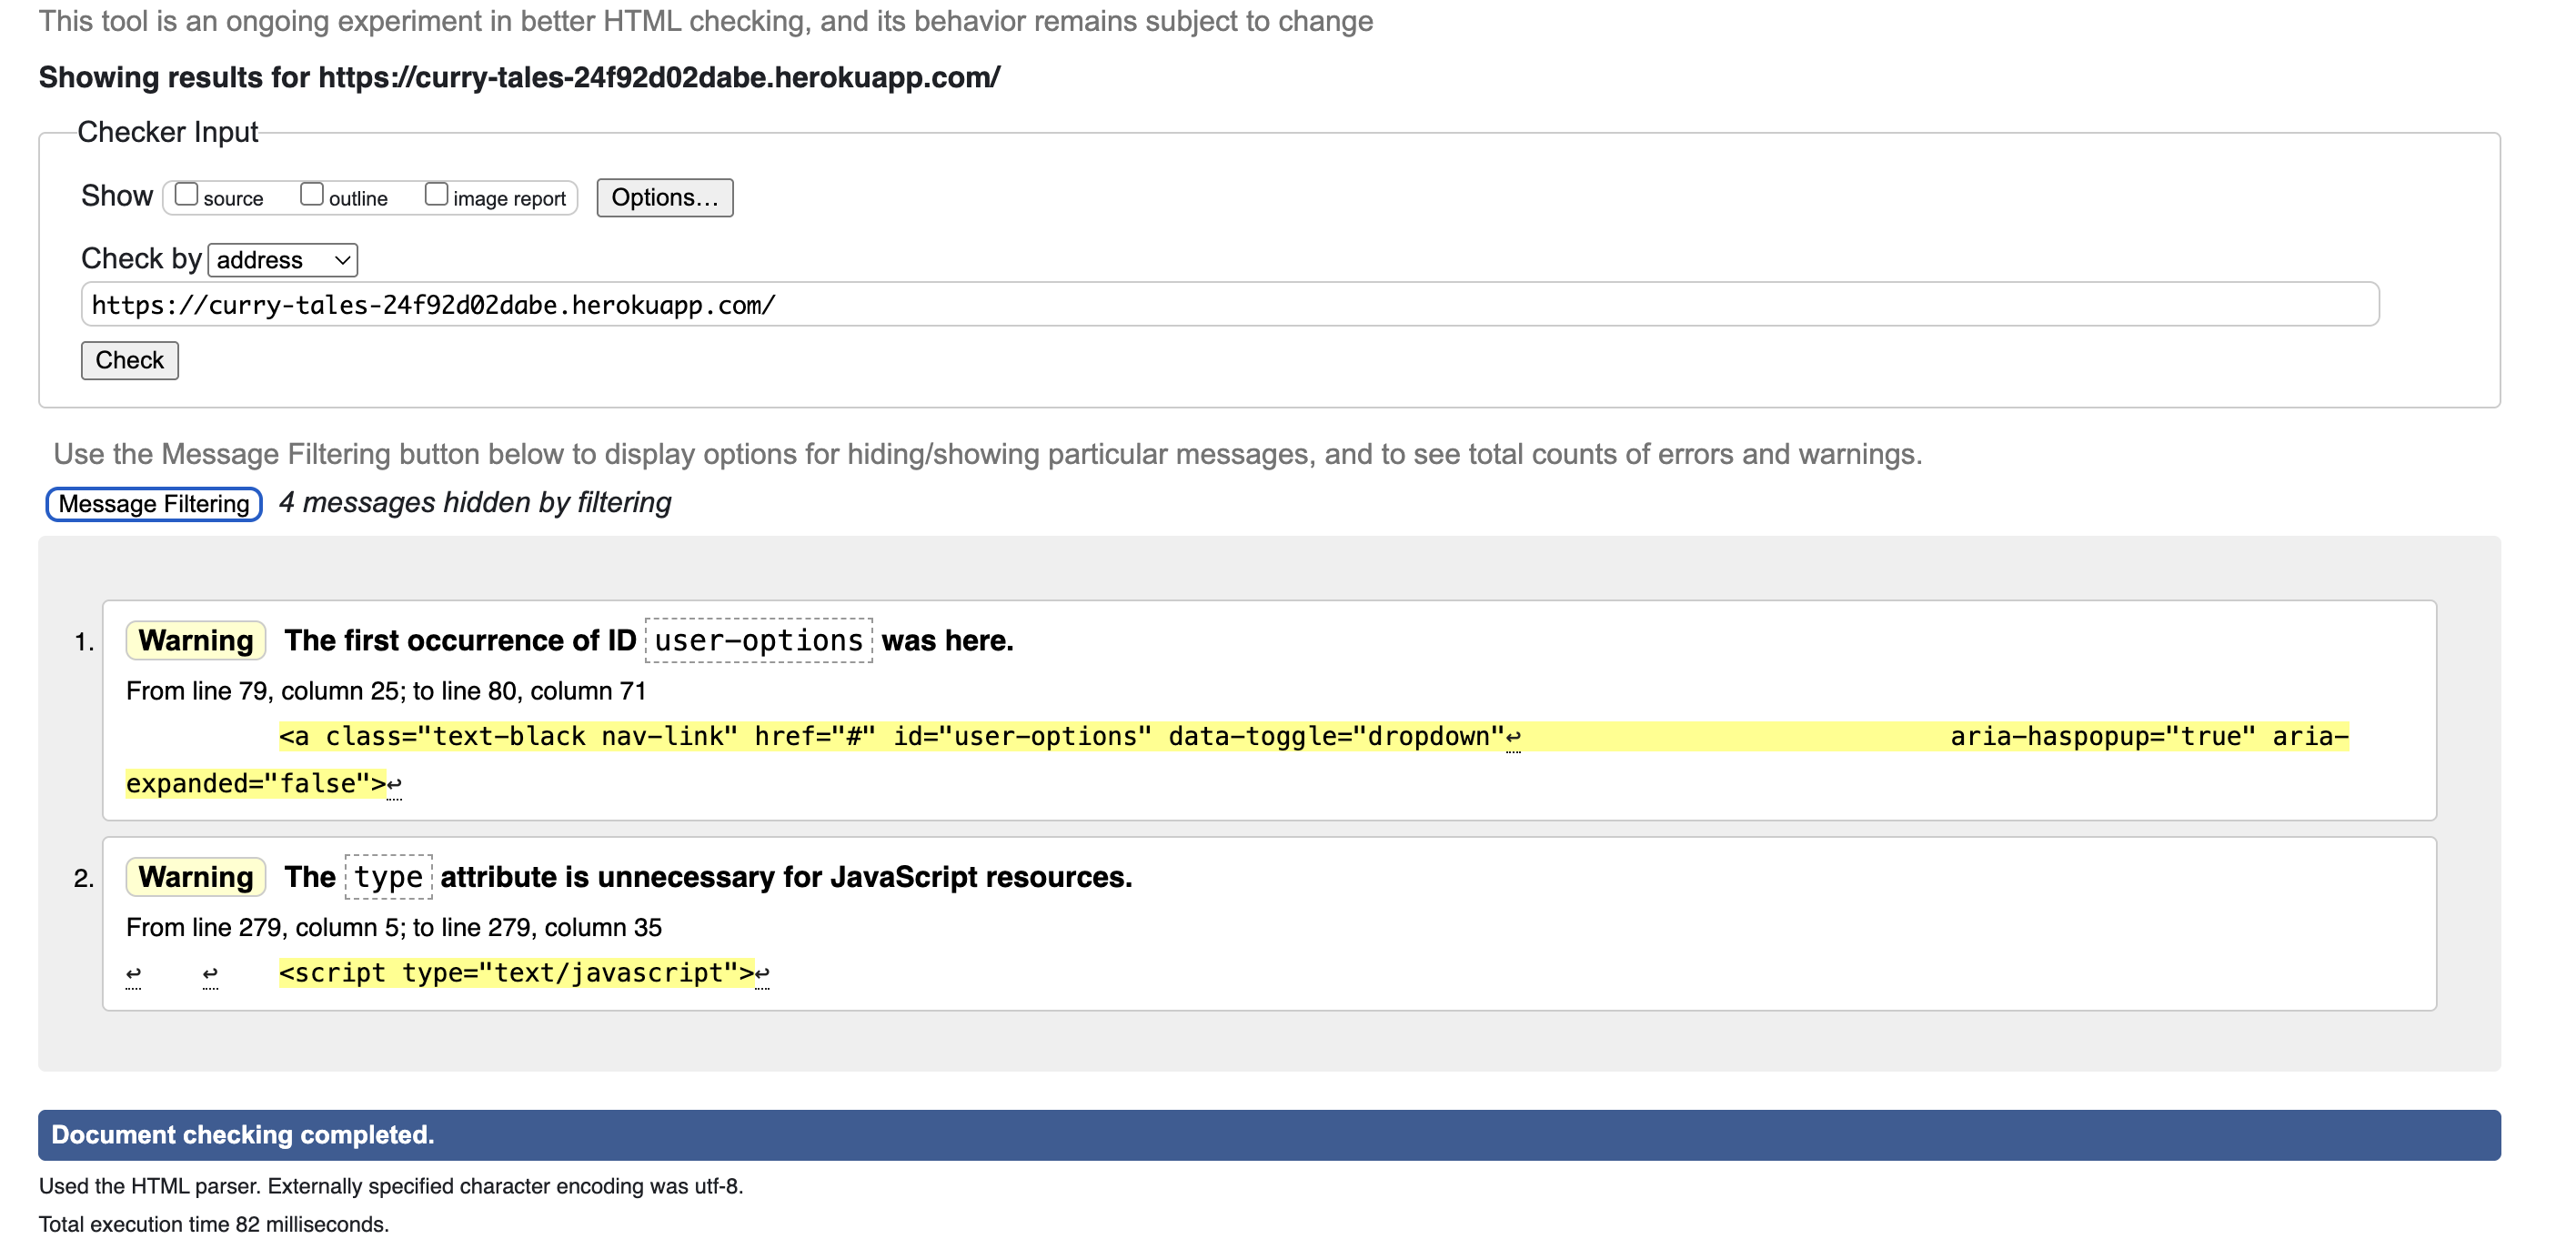 This tool is an ongoing experiment in better HTML checking, and its behavior remains subject to change
Showing results for https://curry-tales-24f92d02dabe.herokuapp.com/
Checker Input
Show source outline image report Options...
Check by address
https://curry-tales-24f92d02dabe.herokuapp.com/
Check
Use the Message Filtering button below to display options for hiding/showing particular messages, and to see total counts of errors and warnings.
Message Filtering 4 messages hidden by filtering
1. Warning The first occurrence of ID user-options was here.
From line 79, column 25; to line 80, column 71
<a class="text-black nav-link" href="#" id="user-options" data-toggle="dropdown"↩ aria-haspopup="true" aria-
expanded="false">↩
2. Warning The type attribute is unnecessary for JavaScript resources.
From line 279, column 5; to line 279, column 35
↩ ↩ <script type="text/javascript">↩
Document checking completed.
Used the HTML parser. Externally specified character encoding was utf-8.
Total execution time 82 milliseconds.